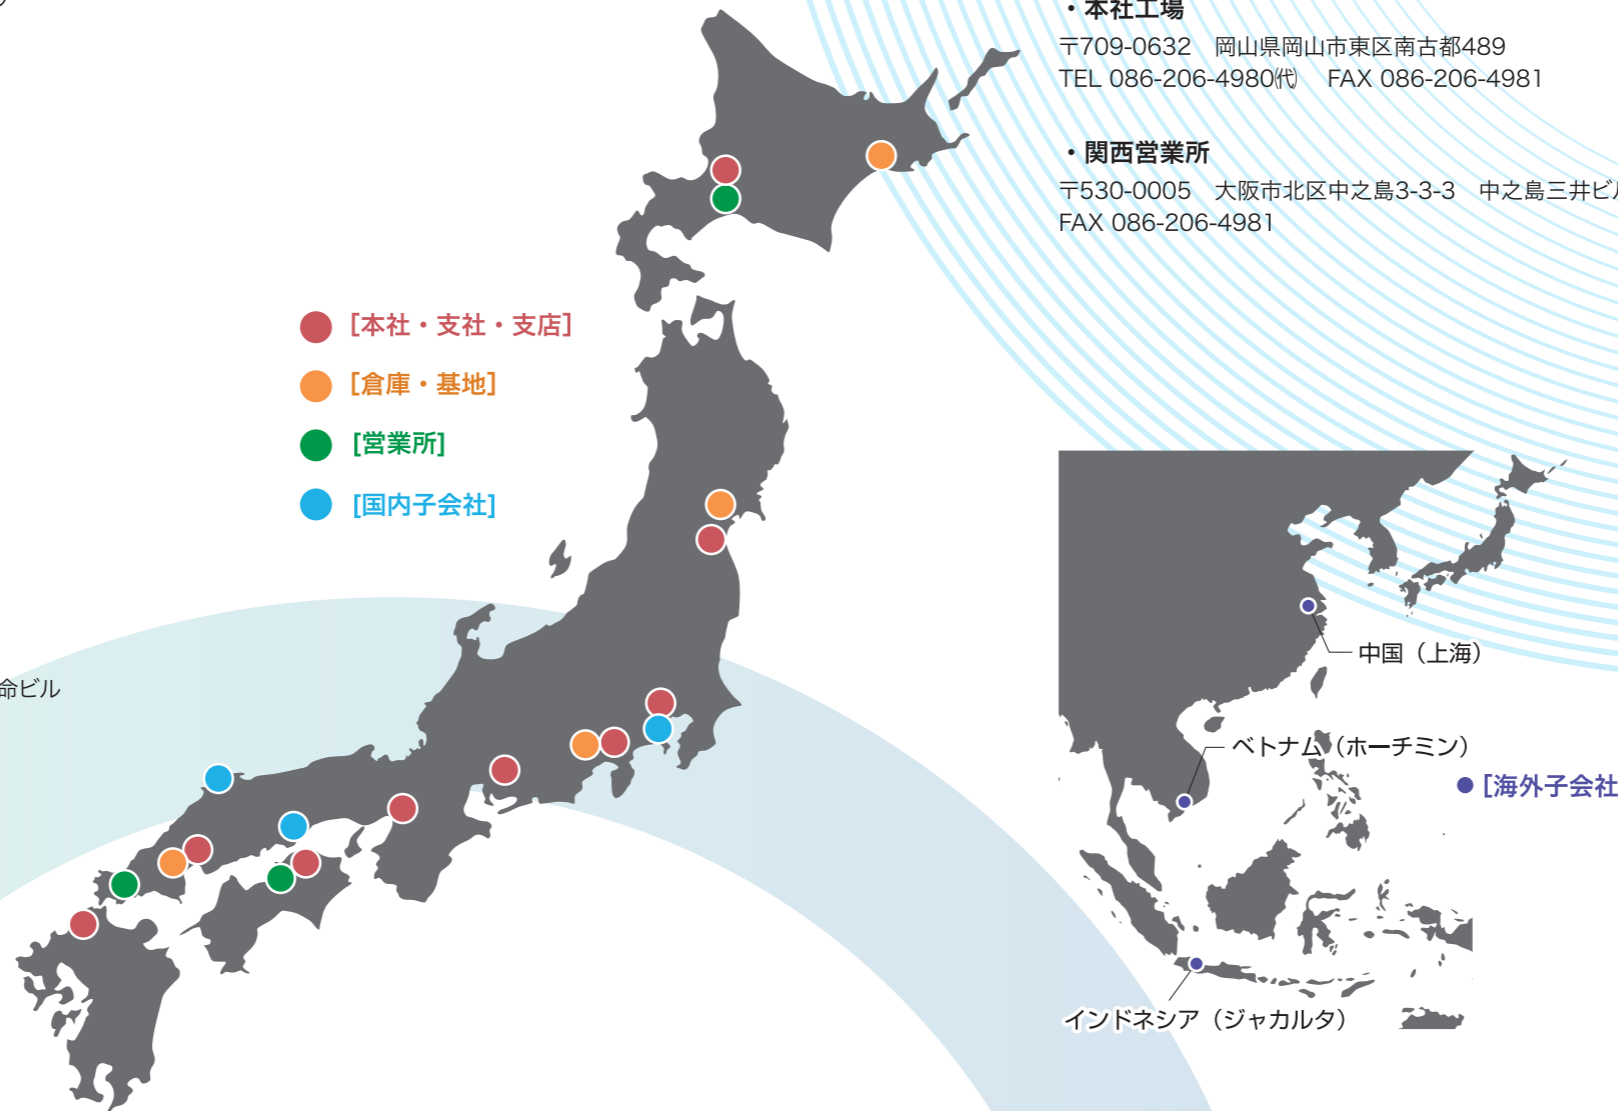 ・本社工場
〒709-0632　岡山県岡山市東区南古都489
TEL 086-206-4980㈹　FAX 086-206-4981
・関西営業所
〒530-0005　大阪市北区中之島3-3-3　中之島三井ビル
FAX 086-206-4981
[本社・支社・支店]
[倉庫・基地]
[営業所]
[国内子会社]
命ビル
中国（上海）
ベトナム（ホーチミン）
[海外子会社
インドネシア（ジャカルタ）